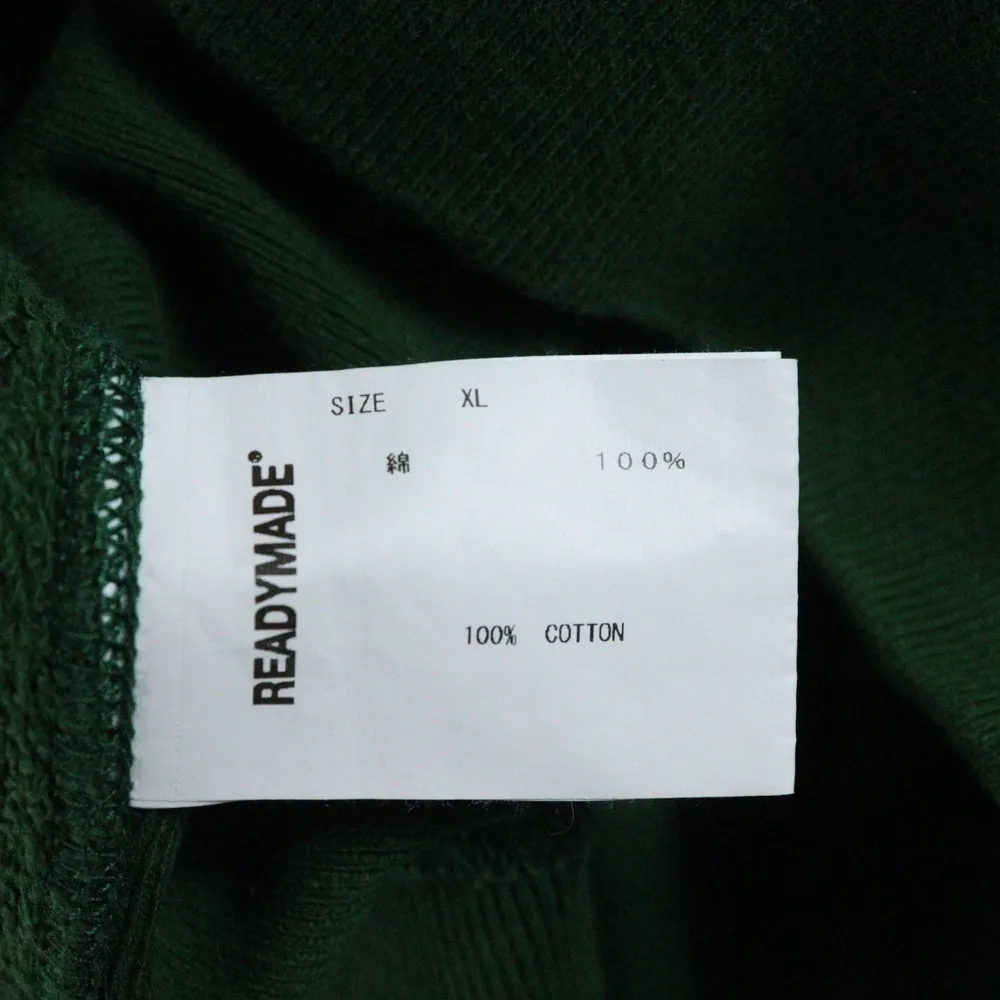 SIZE XL
綿 100%
100% COTTON
READYMADE®